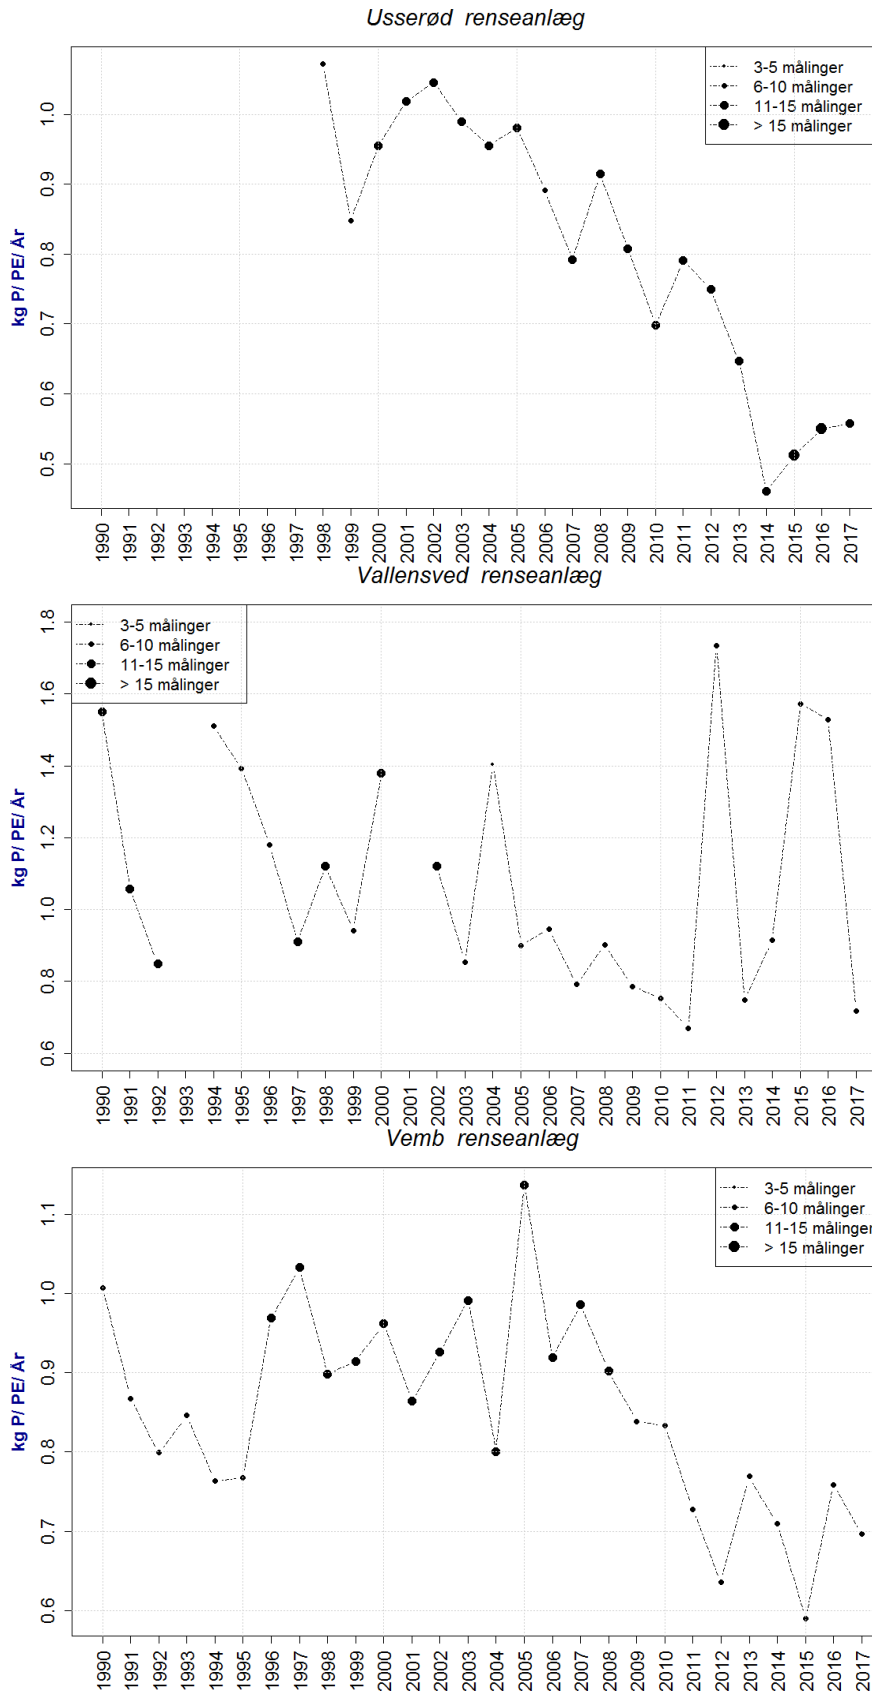 Usserød renseanlæg
3-5 målinger
6-10 målinger
11-15 målinger
> 15 målinger
kg P/ PE/ År
1.0
0.9
0.8
0.7
0.6
0.5
1990 1991 1992 1993 1994 1995 1996 1997 1998 1999 2000 2001 2002 2003 2004 2005 2006 2007 2008 2009 2010 2011 2012 2013 2014 2015 2016 2017
Vallensved renseanlæg
3-5 målinger
6-10 målinger
11-15 målinger
> 15 målinger
kg P/ PE/ År
1.8
1.6
1.4
1.2
1.0
0.8
0.6
1990 1991 1992 1993 1994 1995 1996 1997 1998 1999 2000 2001 2002 2003 2004 2005 2006 2007 2008 2009 2010 2011 2012 2013 2014 2015 2016 2017
Vemb renseanlæg
3-5 målinger
6-10 målinger
11-15 målinger
> 15 målinger
kg P/ PE/ År
1.1
1.0
0.9
0.8
0.7
0.6
1990 1991 1992 1993 1994 1995 1996 1997 1998 1999 2000 2001 2002 2003 2004 2005 2006 2007 2008 2009 2010 2011 2012 2013 2014 2015 2016 2017